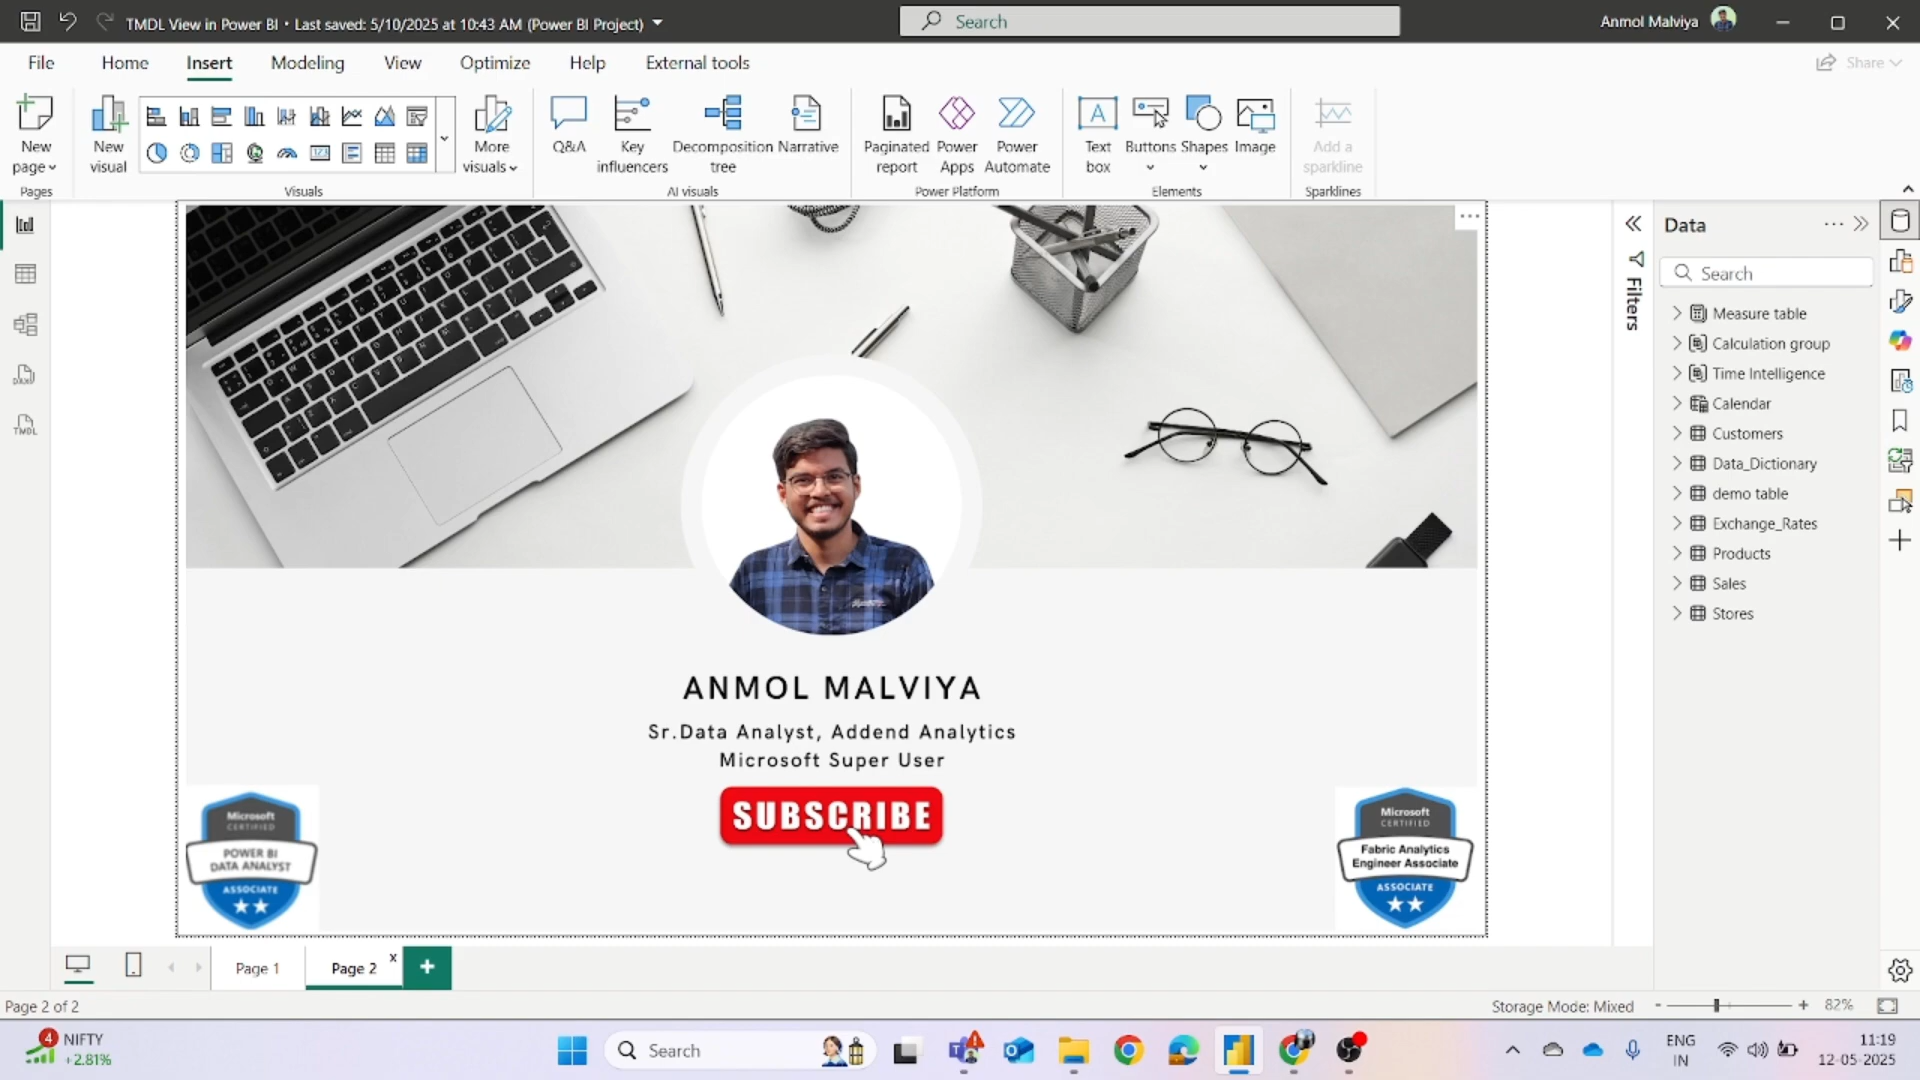 TMDL View in Power BI • Last saved: 5/10/2025 at 10:43 AM (Power BI Project)
Search
Anmol Malviya
File
Home
Insert
Modeling
View
Optimize
Help
External tools
Share
New page
New visual
More visuals
Q&A
Key influencers
Decomposition tree
Narrative
Paginated report
Power Apps
Power Automate
Text box
Buttons
Shapes
Image
Add a sparkline
Pages
Visuals
AI visuals
Power Platform
Elements
Sparklines
DAX
TMDL
Filters
Data
Search
Measure table
Calculation group
Time Intelligence
Calendar
Customers
Data_Dictionary
demo table
Exchange_Rates
Products
Sales
Stores
ANMOL MALVIYA
Sr.Data Analyst, Addend Analytics
Microsoft Super User
SUBSCRIBE
Microsoft
CERTIFIED
POWER BI
DATA ANALYST
ASSOCIATE
Microsoft
CERTIFIED
Fabric Analytics
Engineer Associate
ASSOCIATE
Page 1
Page 2
x
Page 2 of 2
Storage Mode: Mixed
- + 82%
4
NIFTY
+2.81%
Search
ENG
IN
11:19
12-05-2025